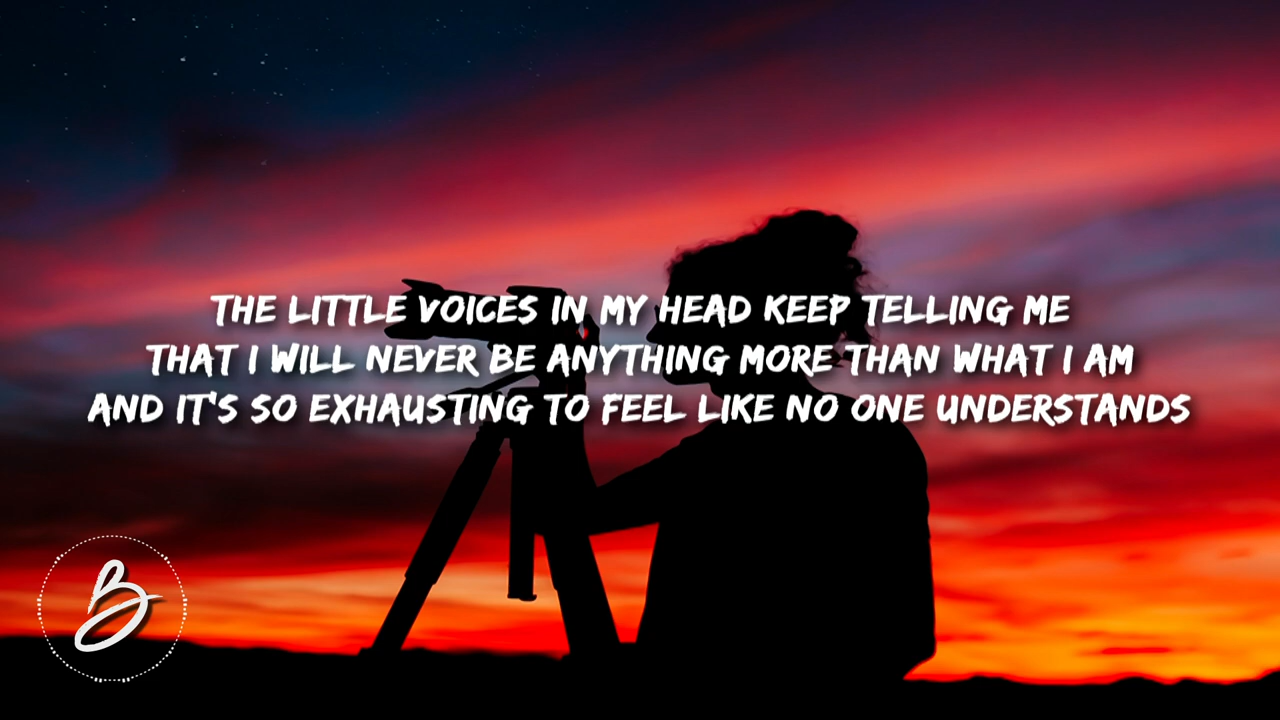 THE LITTLE VOICES IN MY HEAD KEEP TELLING ME
THAT I WILL NEVER BE ANYTHING MORE THAN WHAT I AM
AND IT'S SO EXHAUSTING TO FEEL LIKE NO ONE UNDERSTANDS
B